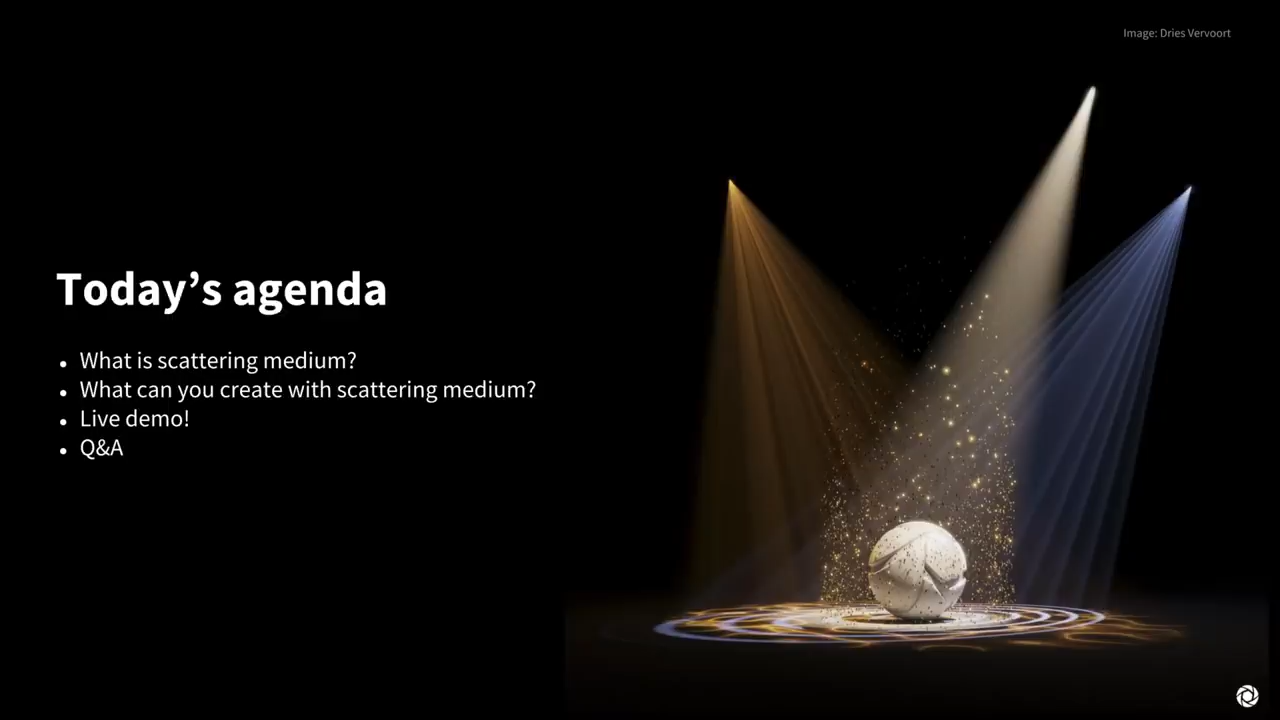 Image: Dries Vervoort
Today’s agenda
• What is scattering medium?
• What can you create with scattering medium?
• Live demo!
• Q&A